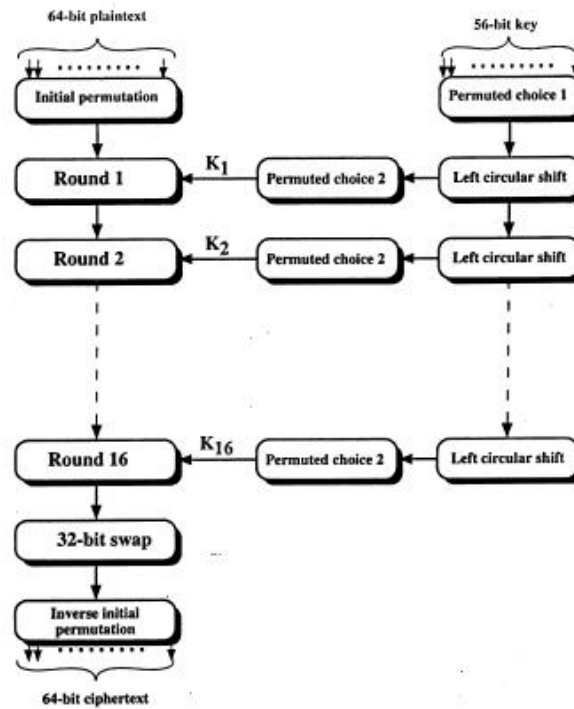 64-bit plaintext
56-bit key
Initial permutation
Permuted choice 1
K1
Round 1
Permuted choice 2
Left circular shift
K2
Round 2
Permuted choice 2
Left circular shift
K16
Round 16
Permuted choice 2
Left circular shift
32-bit swap
Inverse initial
permutation
64-bit ciphertext